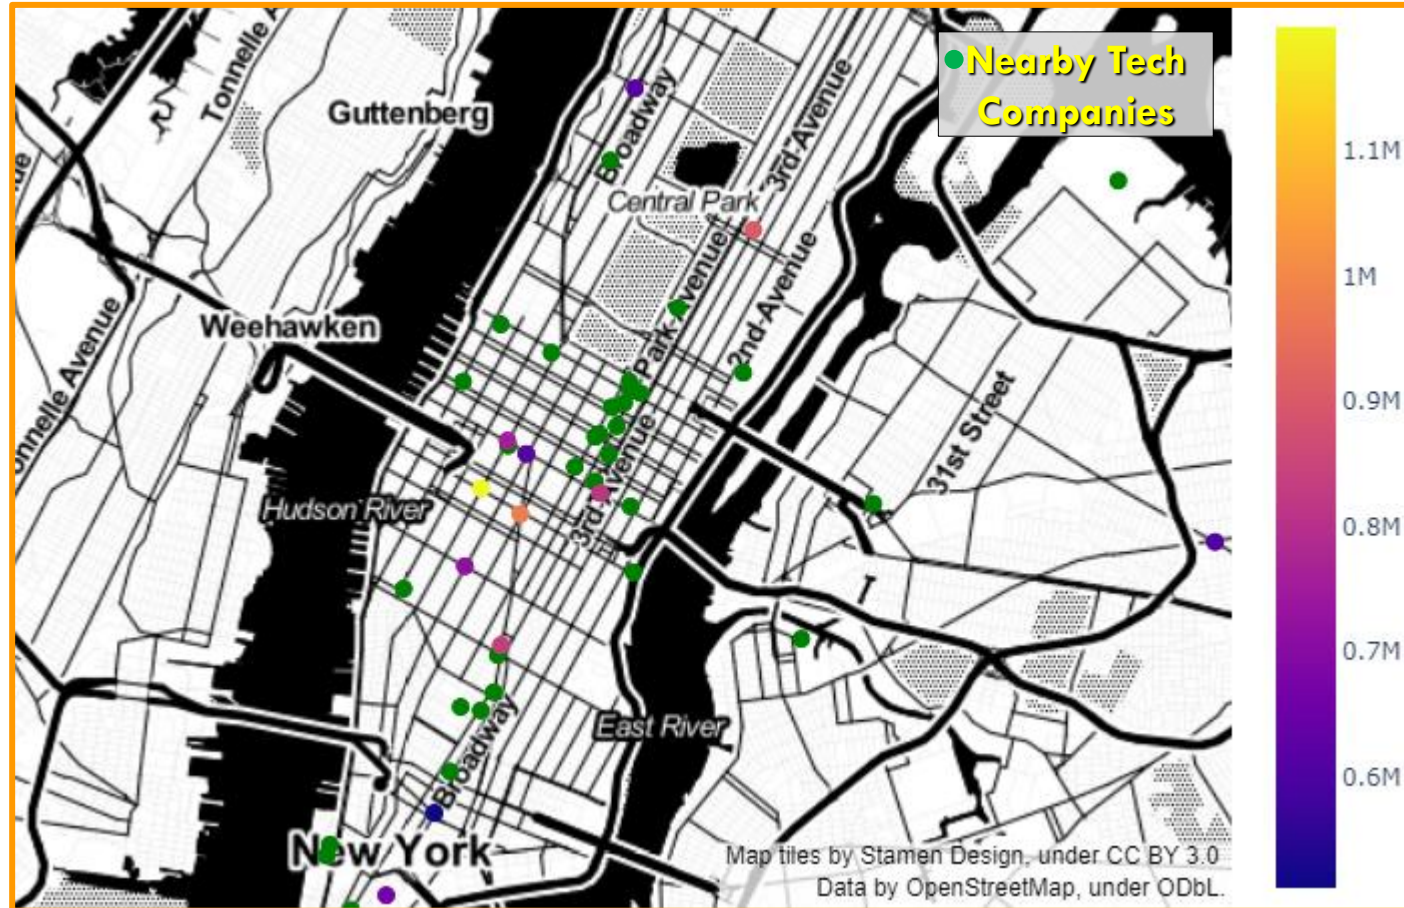 Nearby Tech
Companies
Tonnelle A
Guttenberg
Broadway
3rd Avenue
Central Park
Weehawken
Park Avenue
2nd Avenue
onnelle Avenue
31st Street
Hudson River
3rd Avenue
East River
Broadway
New York
Map tiles by Stamen Design, under CC BY 3.0
Data by OpenStreetMap, under ODbL.
1.1M
1M
0.9M
0.8M
0.7M
0.6M